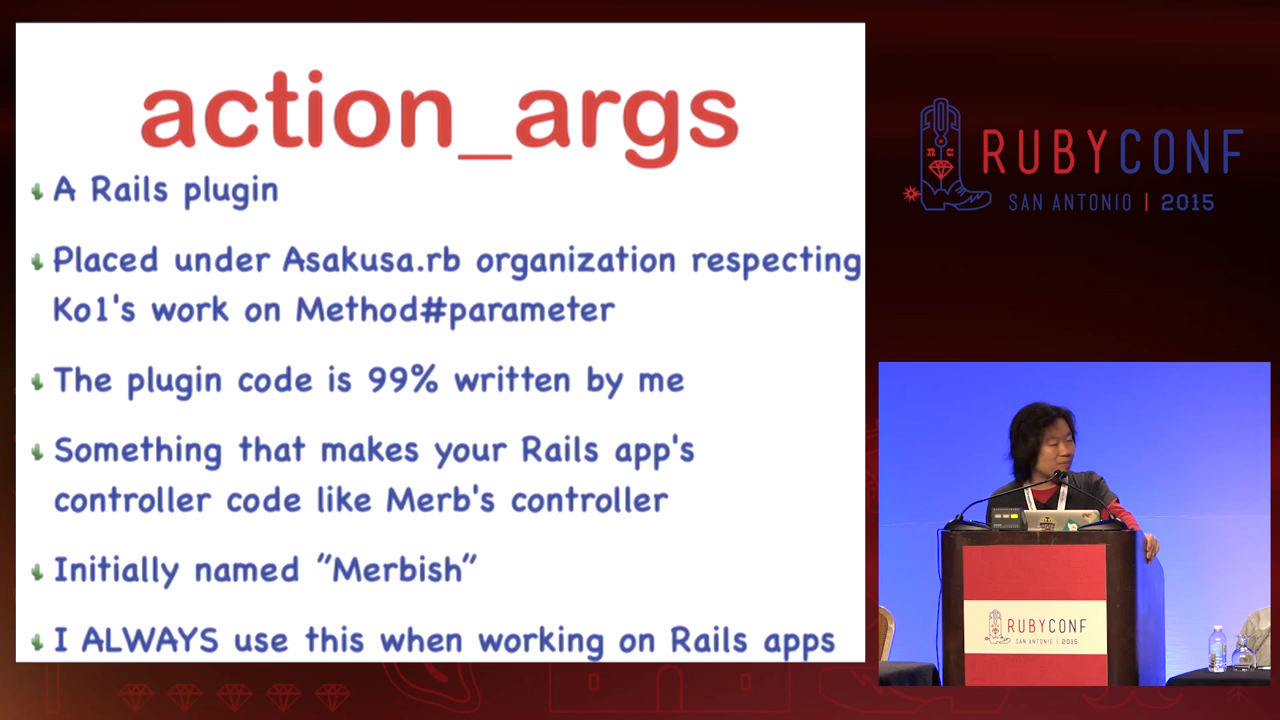 action_args
A Rails plugin
Placed under Asakusa.rb organization respecting
Ko1's work on Method#parameter
The plugin code is 99% written by me
Something that makes your Rails app's
controller code like Merb's controller
Initially named "Merbish"
I ALWAYS use this when working on Rails apps
RUBYCONF
SAN ANTONIO | 2015
RUBYCONF
SAN ANTONIO | 2015